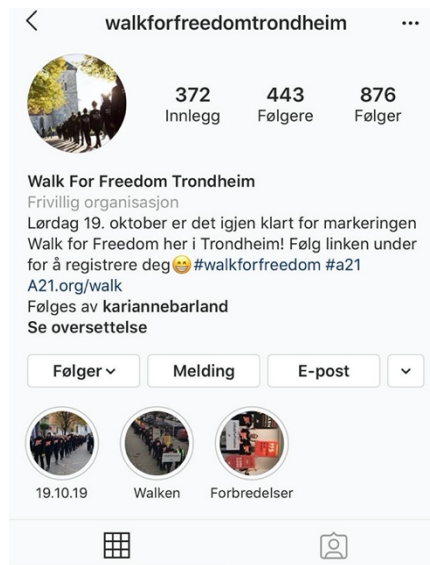 walkforfreedomtrondheim
372 443 876
Innlegg Følgere Følger
Walk For Freedom Trondheim
Frivillig organisasjon
Lørdag 19. oktober er det igjen klart for markeringen
Walk for Freedom her i Trondheim! Følg linken under
for å registrere deg😁#walkforfreedom #a21
A21.org/walk
Følges av kariannebarland
Se oversettelse
Følger Melding E-post
19.10.19 Walken Forbredelser